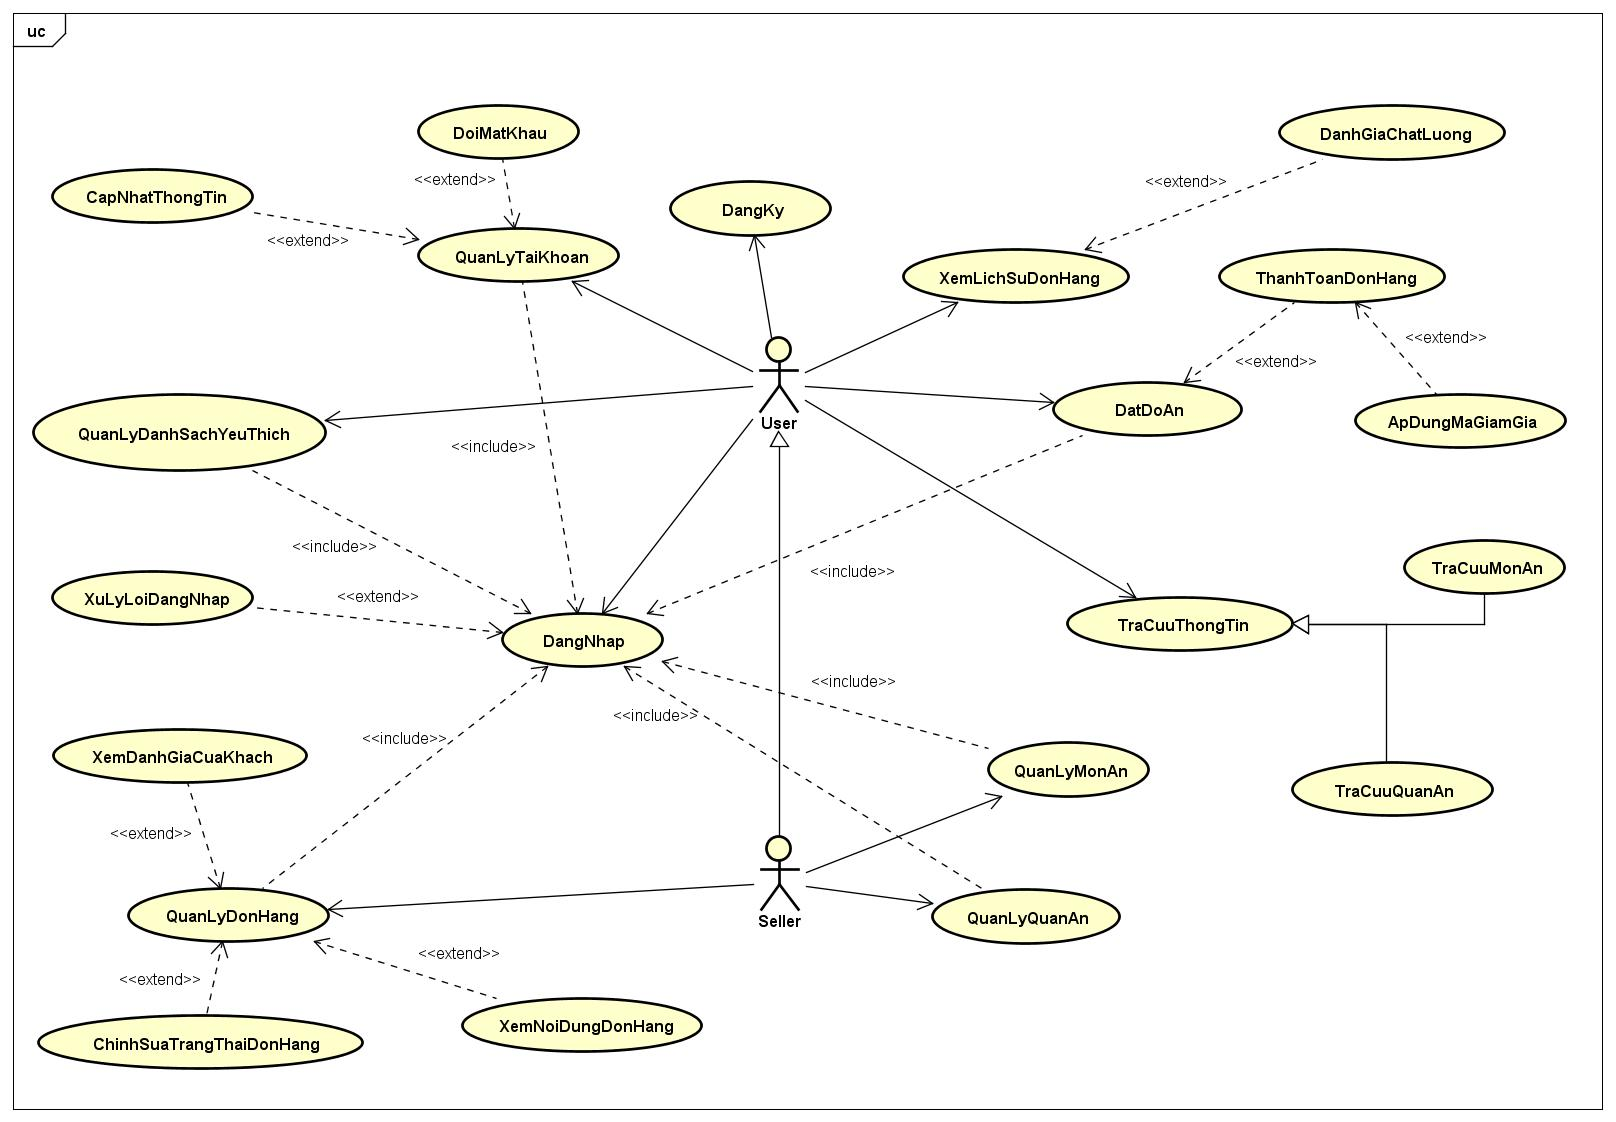 uc
DoiMatKhau
DanhGiaChatLuong
<<extend>>
<<extend>>
CapNhatThongTin
DangKy
<<extend>>
QuanLyTaiKhoan
XemLichSuDonHang
ThanhToanDonHang
<<extend>>
<<extend>>
DatDoAn
User
ApDungMaGiamGia
QuanLyDanhSachYeuThich
<<include>>
<<include>>
<<include>>
TraCuuMonAn
<<extend>>
XuLyLoiDangNhap
TraCuuThongTin
DangNhap
<<include>>
<<include>>
<<include>>
XemDanhGiaCuaKhach
QuanLyMonAn
TraCuuQuanAn
<<extend>>
QuanLyDonHang
Seller
QuanLyQuanAn
<<extend>>
<<extend>>
XemNoiDungDonHang
ChinhSuaTrangThaiDonHang